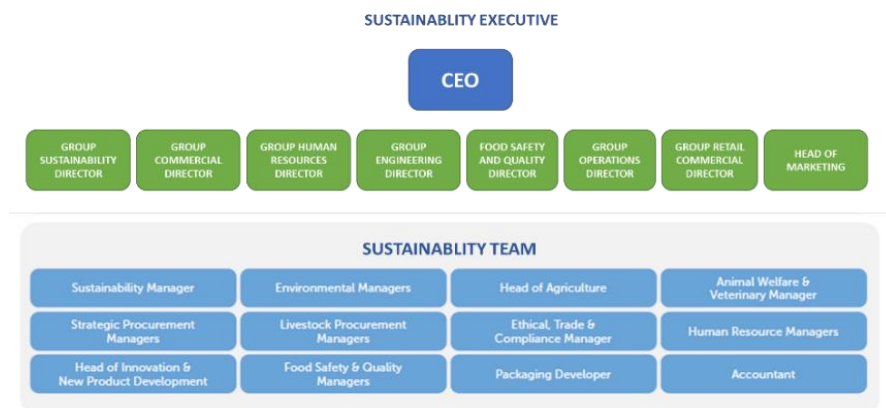 SUSTAINABLITY EXECUTIVE
CEO
GROUP
SUSTAINABILITY
DIRECTOR
GROUP
COMMERCIAL
DIRECTOR
GROUP HUMAN
RESOURCES
DIRECTOR
GROUP
ENGINEERING
DIRECTOR
FOOD SAFETY
AND QUALITY
DIRECTOR
GROUP
OPERATIONS
DIRECTOR
GROUP RETAIL
COMMERCIAL
DIRECTOR
HEAD OF
MARKETING
SUSTAINABLITY TEAM
Sustainability Manager
Environmental Managers
Head of Agriculture
Animal Welfare &
Veterinary Manager
Strategic Procurement
Managers
Livestock Procurement
Managers
Ethical, Trade &
Compliance Manager
Human Resource Managers
Head of Innovation &
New Product Development
Food Safety & Quality
Managers
Packaging Developer
Accountant